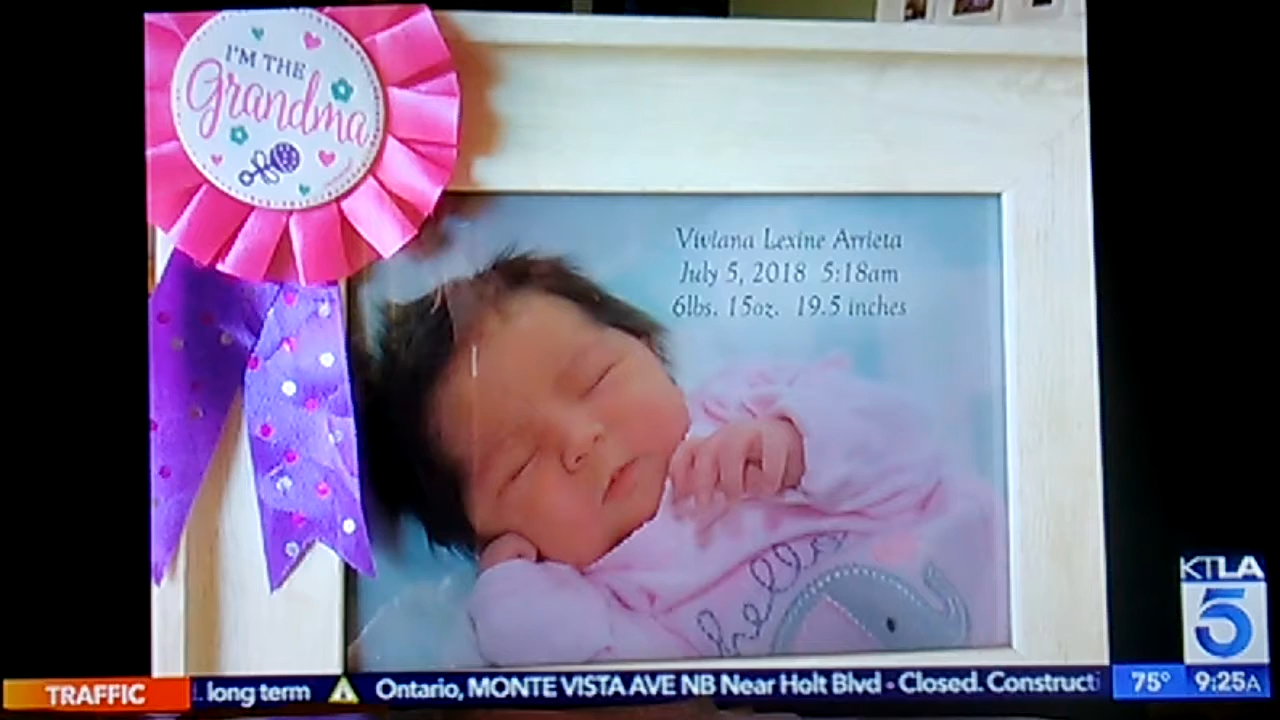 I'M THE
Grandma
Viviana Lexine Arrieta
July 5, 2018 5:18am
6lbs. 15oz. 19.5 inches
hello
KTLA
5
TRAFFIC
. long term
Ontario, MONTE VISTA AVE NB Near Holt Blvd - Closed. Constructi
75°
9:25A